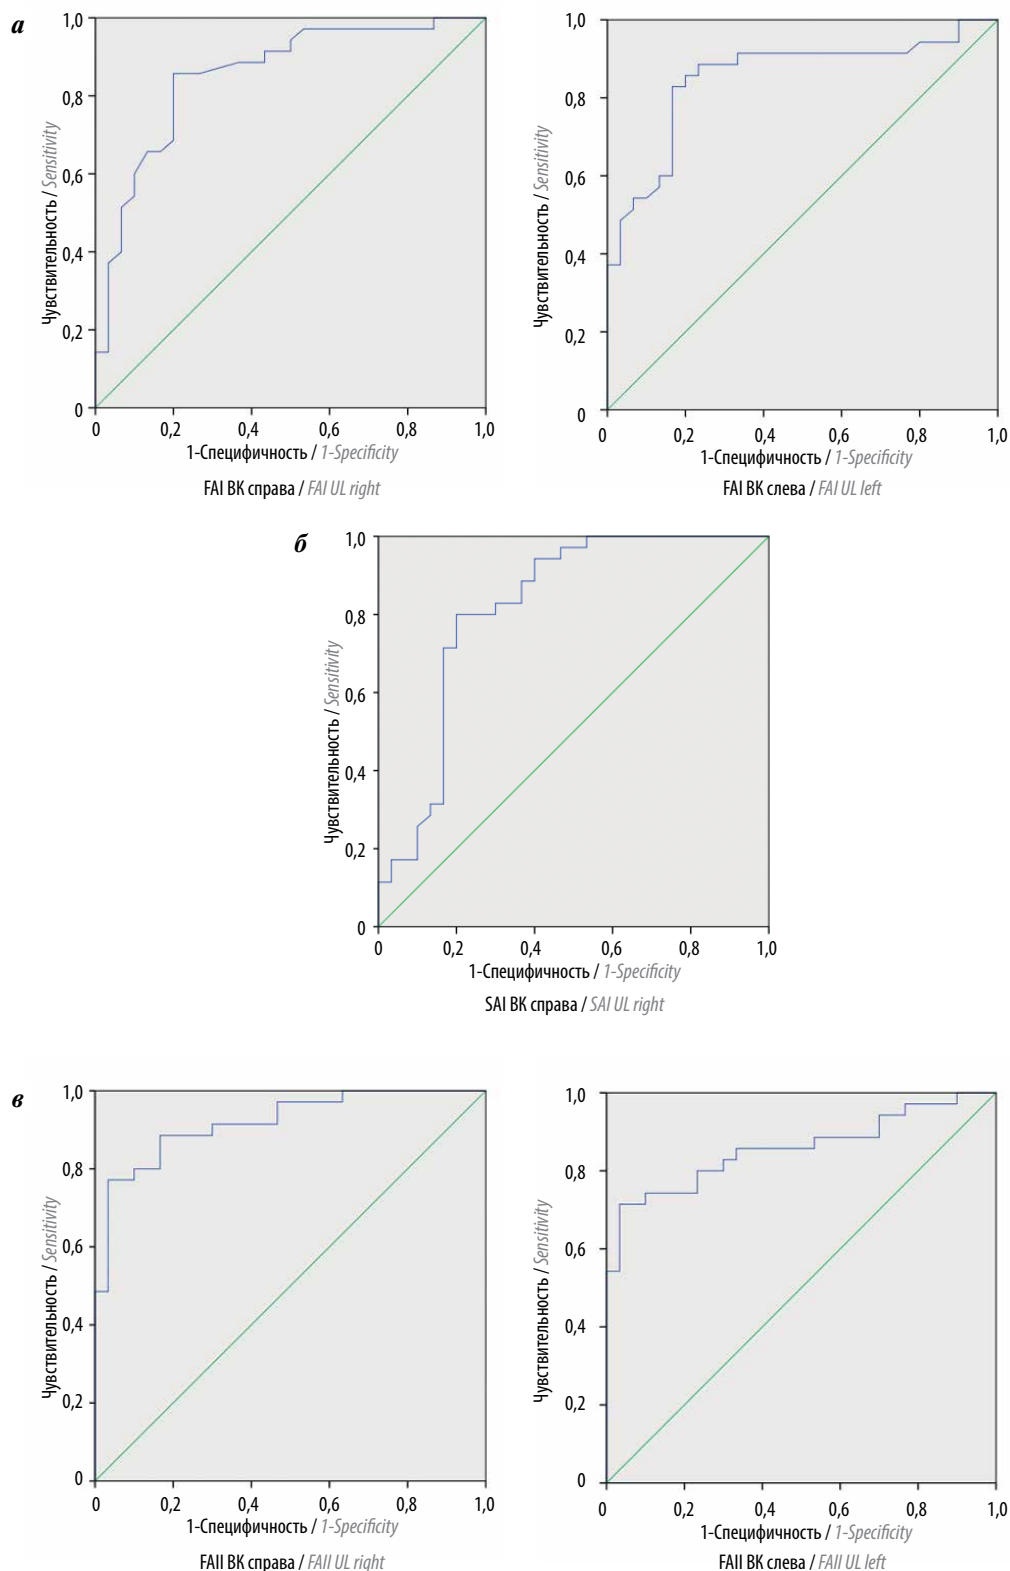 а
1,0
0,8
0,6
0,4
0,2
0
Чувствительность / Sensitivity
0 0,2 0,4 0,6 0,8 1,0
1-Специфичность / 1-Specificity
FAI ВК справа / FAI UL right
1,0
0,8
0,6
0,4
0,2
0
Чувствительность / Sensitivity
0 0,2 0,4 0,6 0,8 1,0
1-Специфичность / 1-Specificity
FAI ВК слева / FAI UL left
б
1,0
0,8
0,6
0,4
0,2
0
Чувствительность / Sensitivity
0 0,2 0,4 0,6 0,8 1,0
1-Специфичность / 1-Specificity
SAI ВК справа / SAI UL right
в
1,0
0,8
0,6
0,4
0,2
0
Чувствительность / Sensitivity
0 0,2 0,4 0,6 0,8 1,0
1-Специфичность / 1-Specificity
FAII ВК справа / FAII UL right
1,0
0,8
0,6
0,4
0,2
0
Чувствительность / Sensitivity
0 0,2 0,4 0,6 0,8 1,0
1-Специфичность / 1-Specificity
FAII ВК слева / FAII UL left